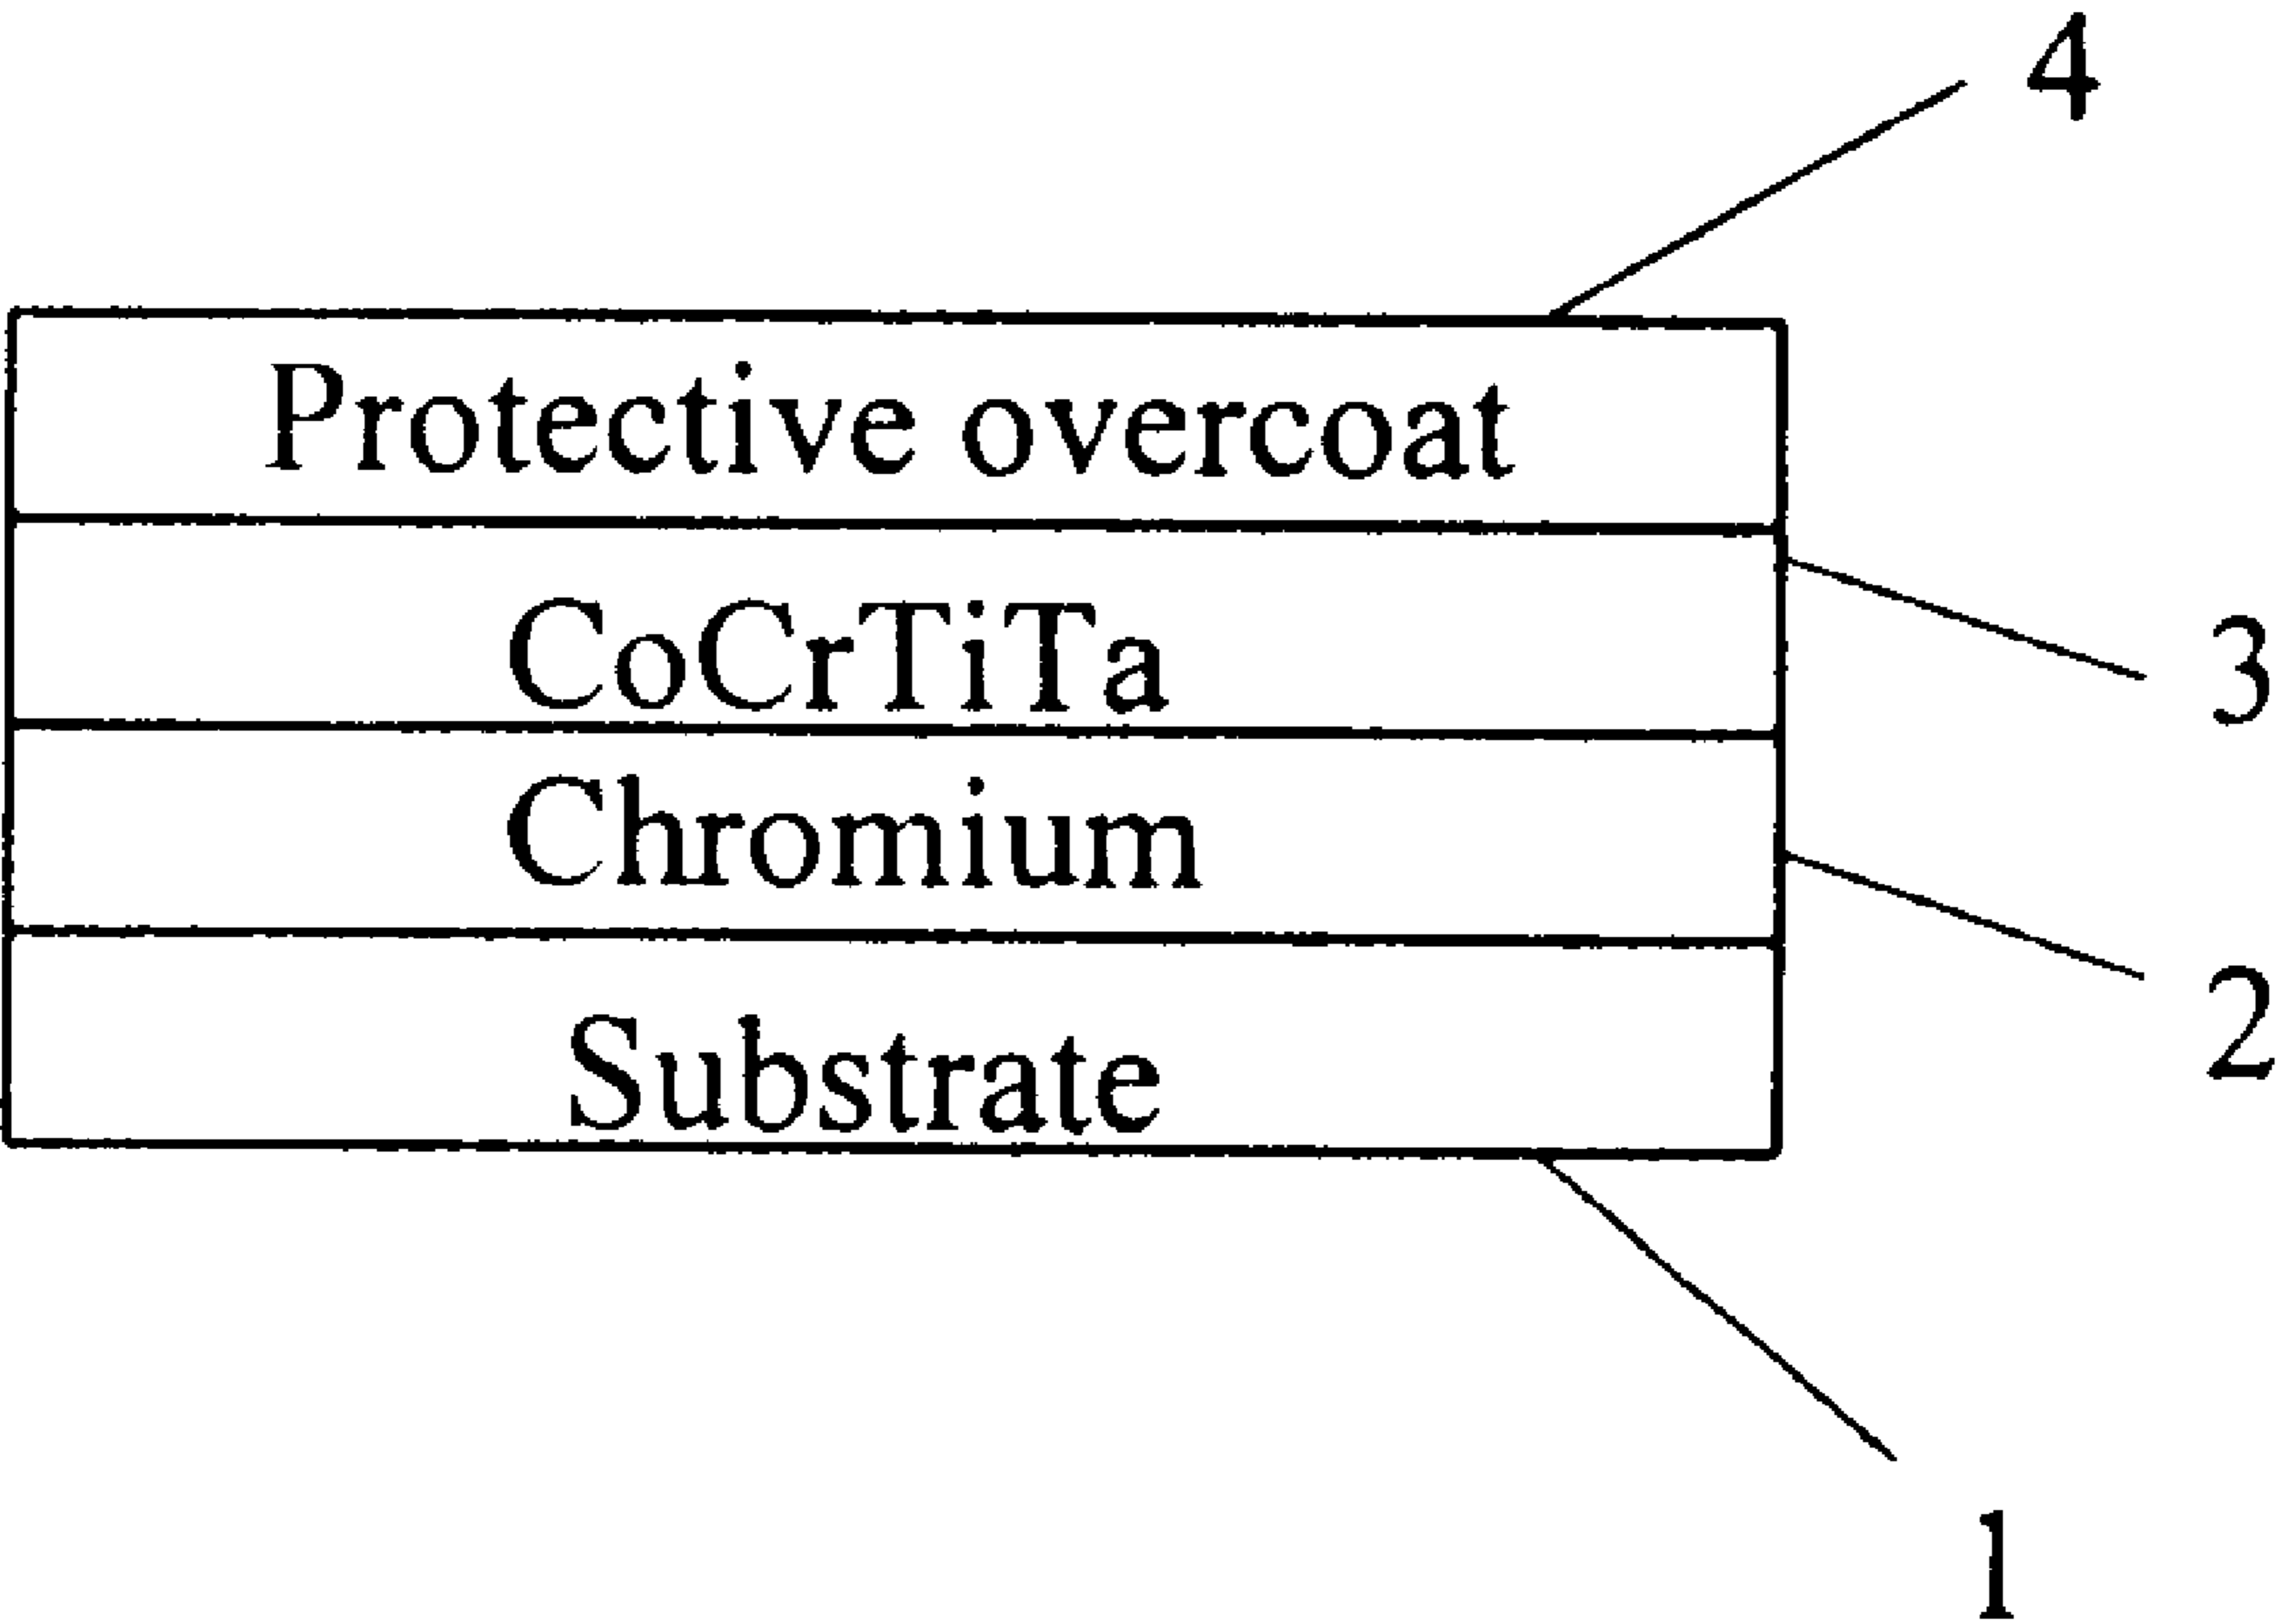 4
Protective overcoat
CoCrTiTa
3
Chromium
2
Substrate
1